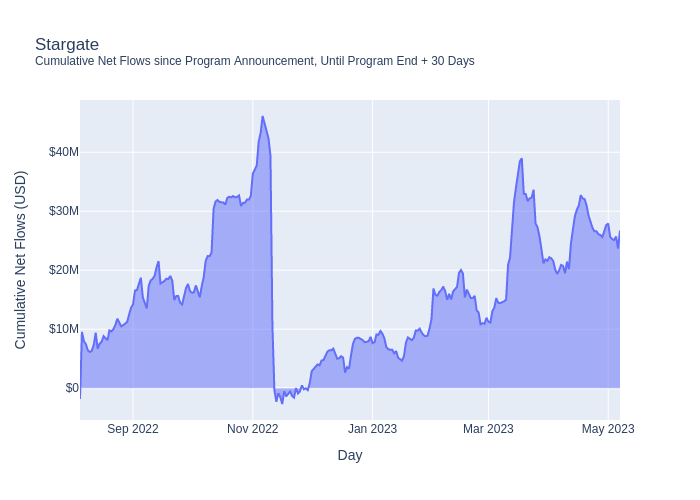 Stargate
Cumulative Net Flows since Program Announcement, Until Program End + 30 Days
Cumulative Net Flows (USD)
$40M
$30M
$20M
$10M
$0
Sep 2022
Nov 2022
Jan 2023
Mar 2023
May 2023
Day